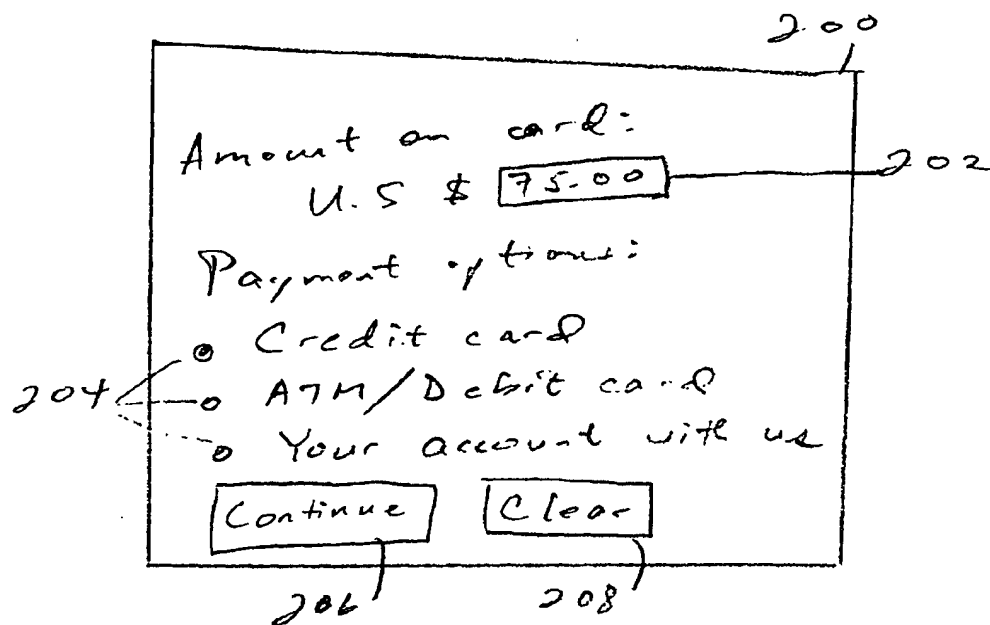 200
Amount on card:
U.S $ 75.00
202
Payment options:
Credit card
204
ATM/Debit card
Your account with us
Continue
Clear
206
208